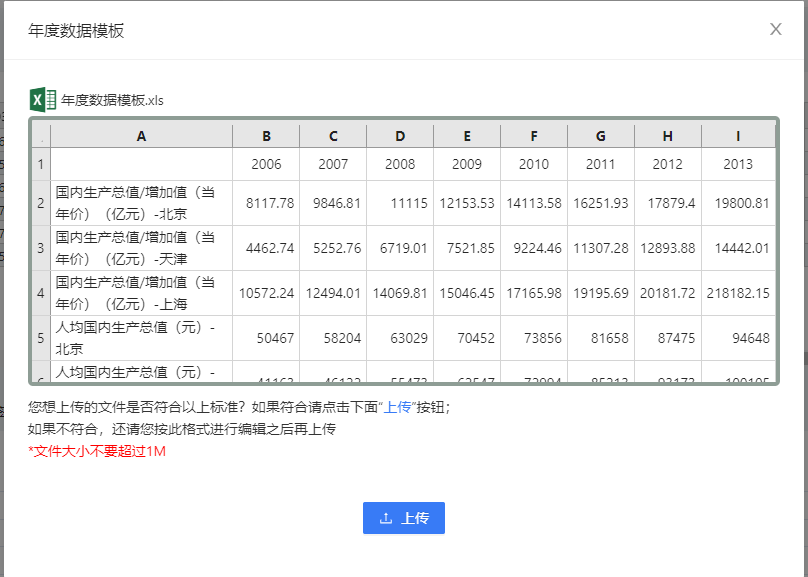 年度数据模板
X
年度数据模板.xls
A B C D E F G H I
1 2006 2007 2008 2009 2010 2011 2012 2013
2 国内生产总值/增加值（当 8117.78 9846.81 11115 12153.53 14113.58 16251.93 17879.4 19800.81
年价）（亿元）-北京
3 国内生产总值/增加值（当 4462.74 5252.76 6719.01 7521.85 9224.46 11307.28 12893.88 14442.01
年价）（亿元）-天津
4 国内生产总值/增加值（当 10572.24 12494.01 14069.81 15046.45 17165.98 19195.69 20181.72 218182.15
年价）（亿元）-上海
5 人均国内生产总值（元）- 50467 58204 63029 70452 73856 81658 87475 94648
北京
人均国内生产总值（元）-
您想上传的文件是否符合以上标准？如果符合请点击下面“上传”按钮；
如果不符合，还请您按此格式进行编辑之后再上传
*文件大小不要超过1M
上传